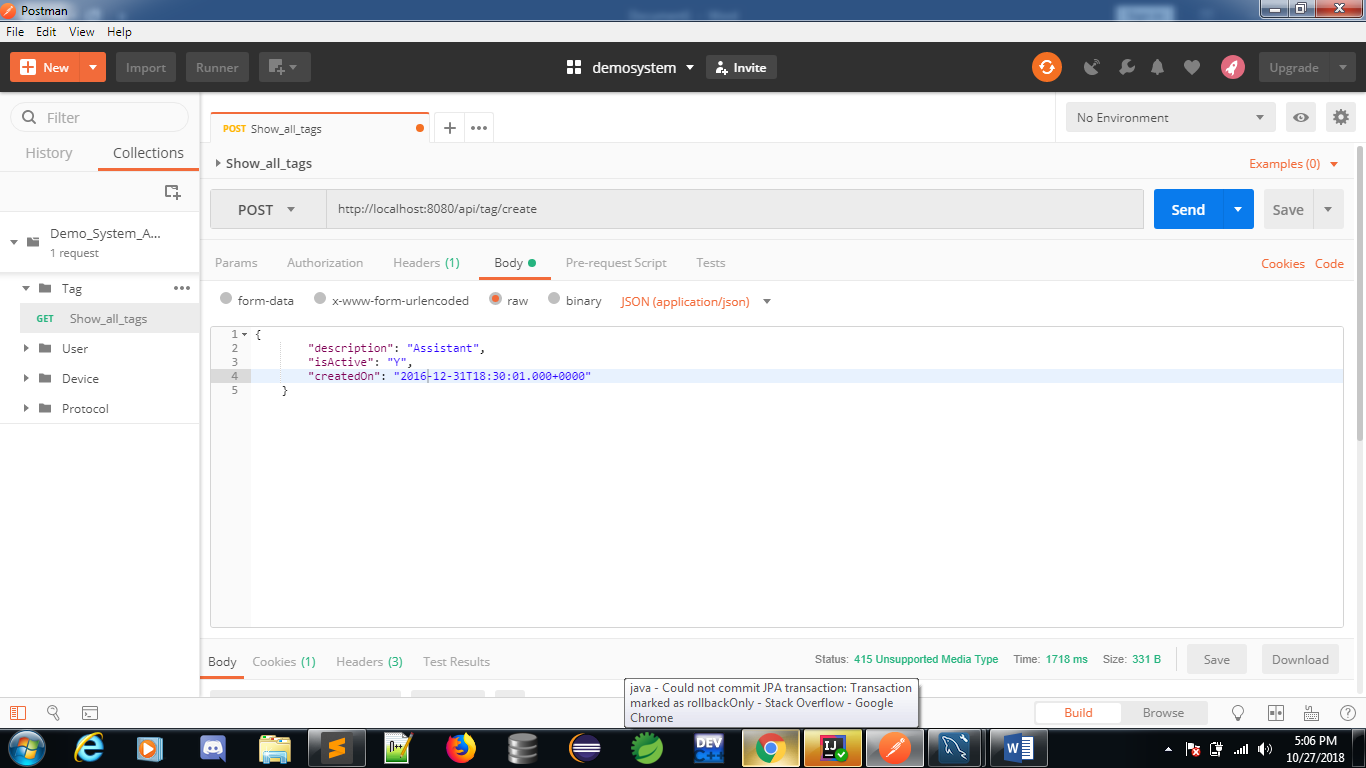 Postman
File Edit View Help
New Import Runner demosystem Invite Upgrade
Filter
History Collections
Demo_System_A...
1 request
Tag
GET Show_all_tags
User
Device
Protocol
POST Show_all_tags
No Environment
Show_all_tags Examples (0)
POST http://localhost:8080/api/tag/create Send Save
Params Authorization Headers (1) Body Pre-request Script Tests Cookies Code
form-data x-www-form-urlencoded raw binary JSON (application/json)
1 {
2 "description": "Assistant",
3 "isActive": "Y",
4 "createdOn": "2016-12-31T18:30:01.000+0000"
5 }
Body Cookies (1) Headers (3) Test Results Status: 415 Unsupported Media Type Time: 1718 ms Size: 331 B Save Download
java - Could not commit JPA transaction: Transaction
marked as rollbackOnly - Stack Overflow - Google
Chrome
Build Browse
DEV
C++
IJ
W
5:06 PM
10/27/2018